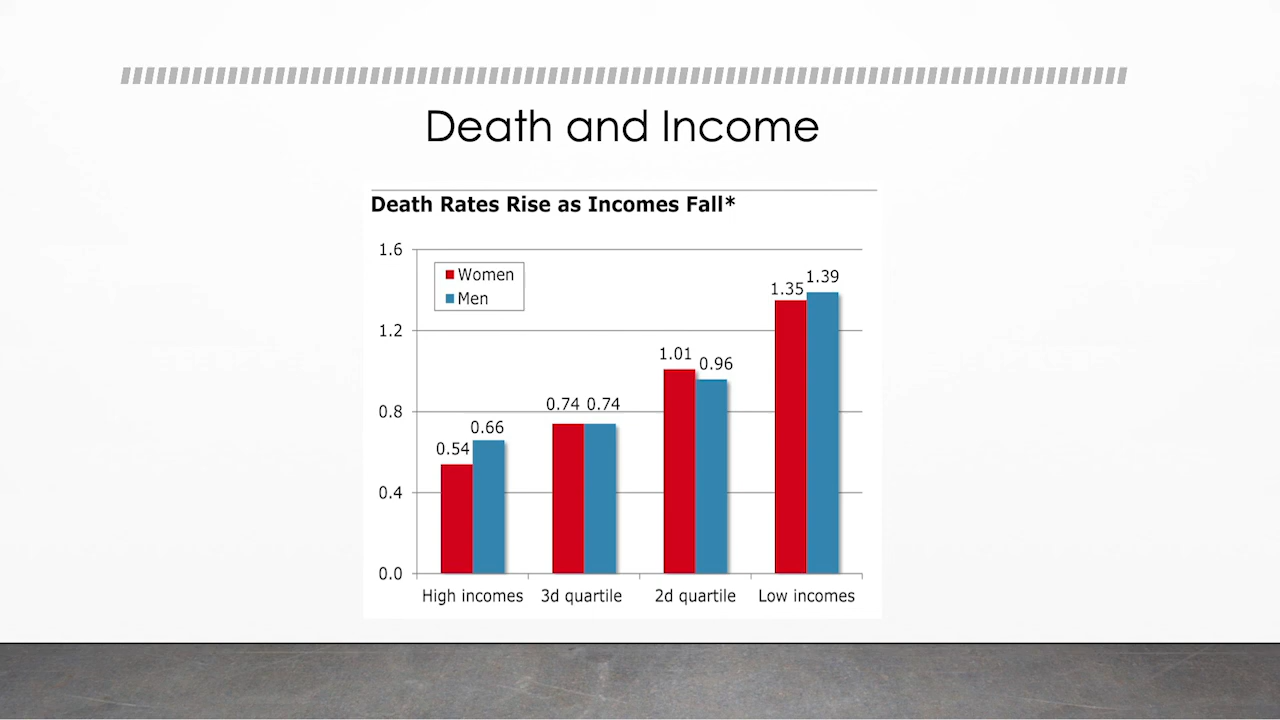 Death and Income
Death Rates Rise as Incomes Fall*
1.6
Women
Men
1.2
0.8
0.4
0.0
0.54
0.66
0.74 0.74
1.01
0.96
1.35
1.39
High incomes 3d quartile 2d quartile Low incomes